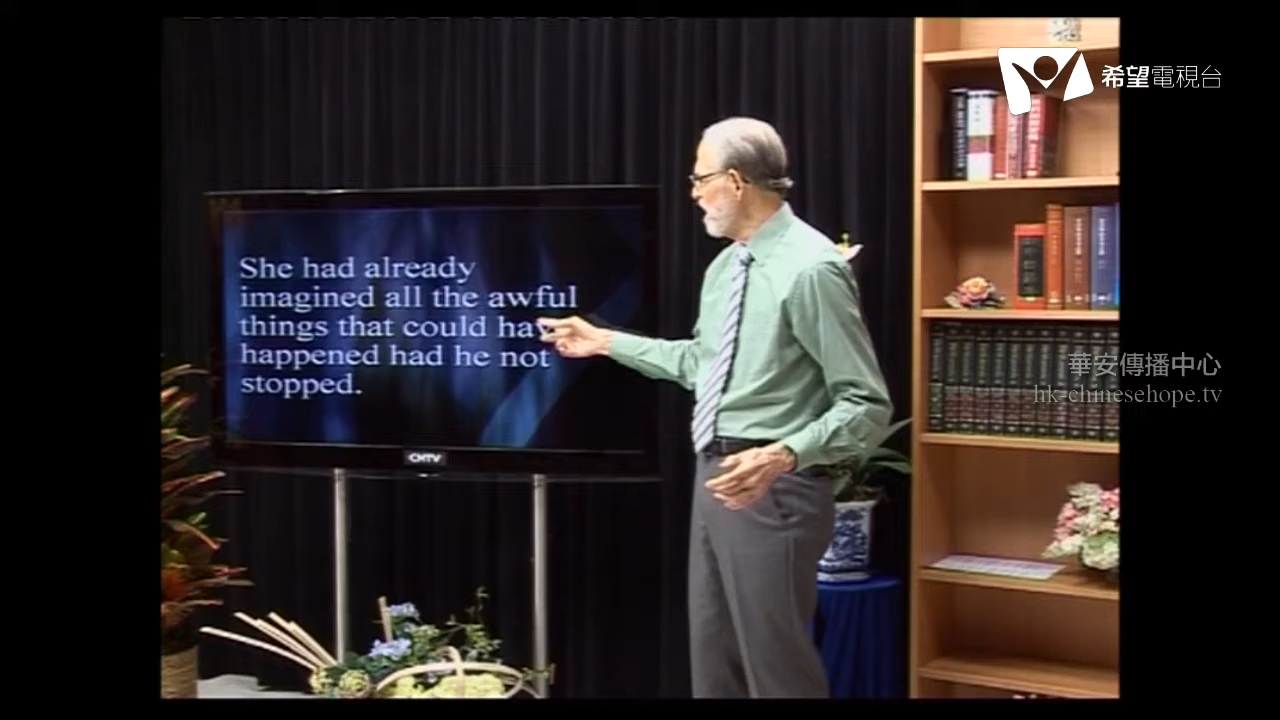 希望電視台
She had already
imagined all the awful
things that could hav
happened had he not
stopped.
華安傳播中心
hk-chinesehope.tv
CHTV